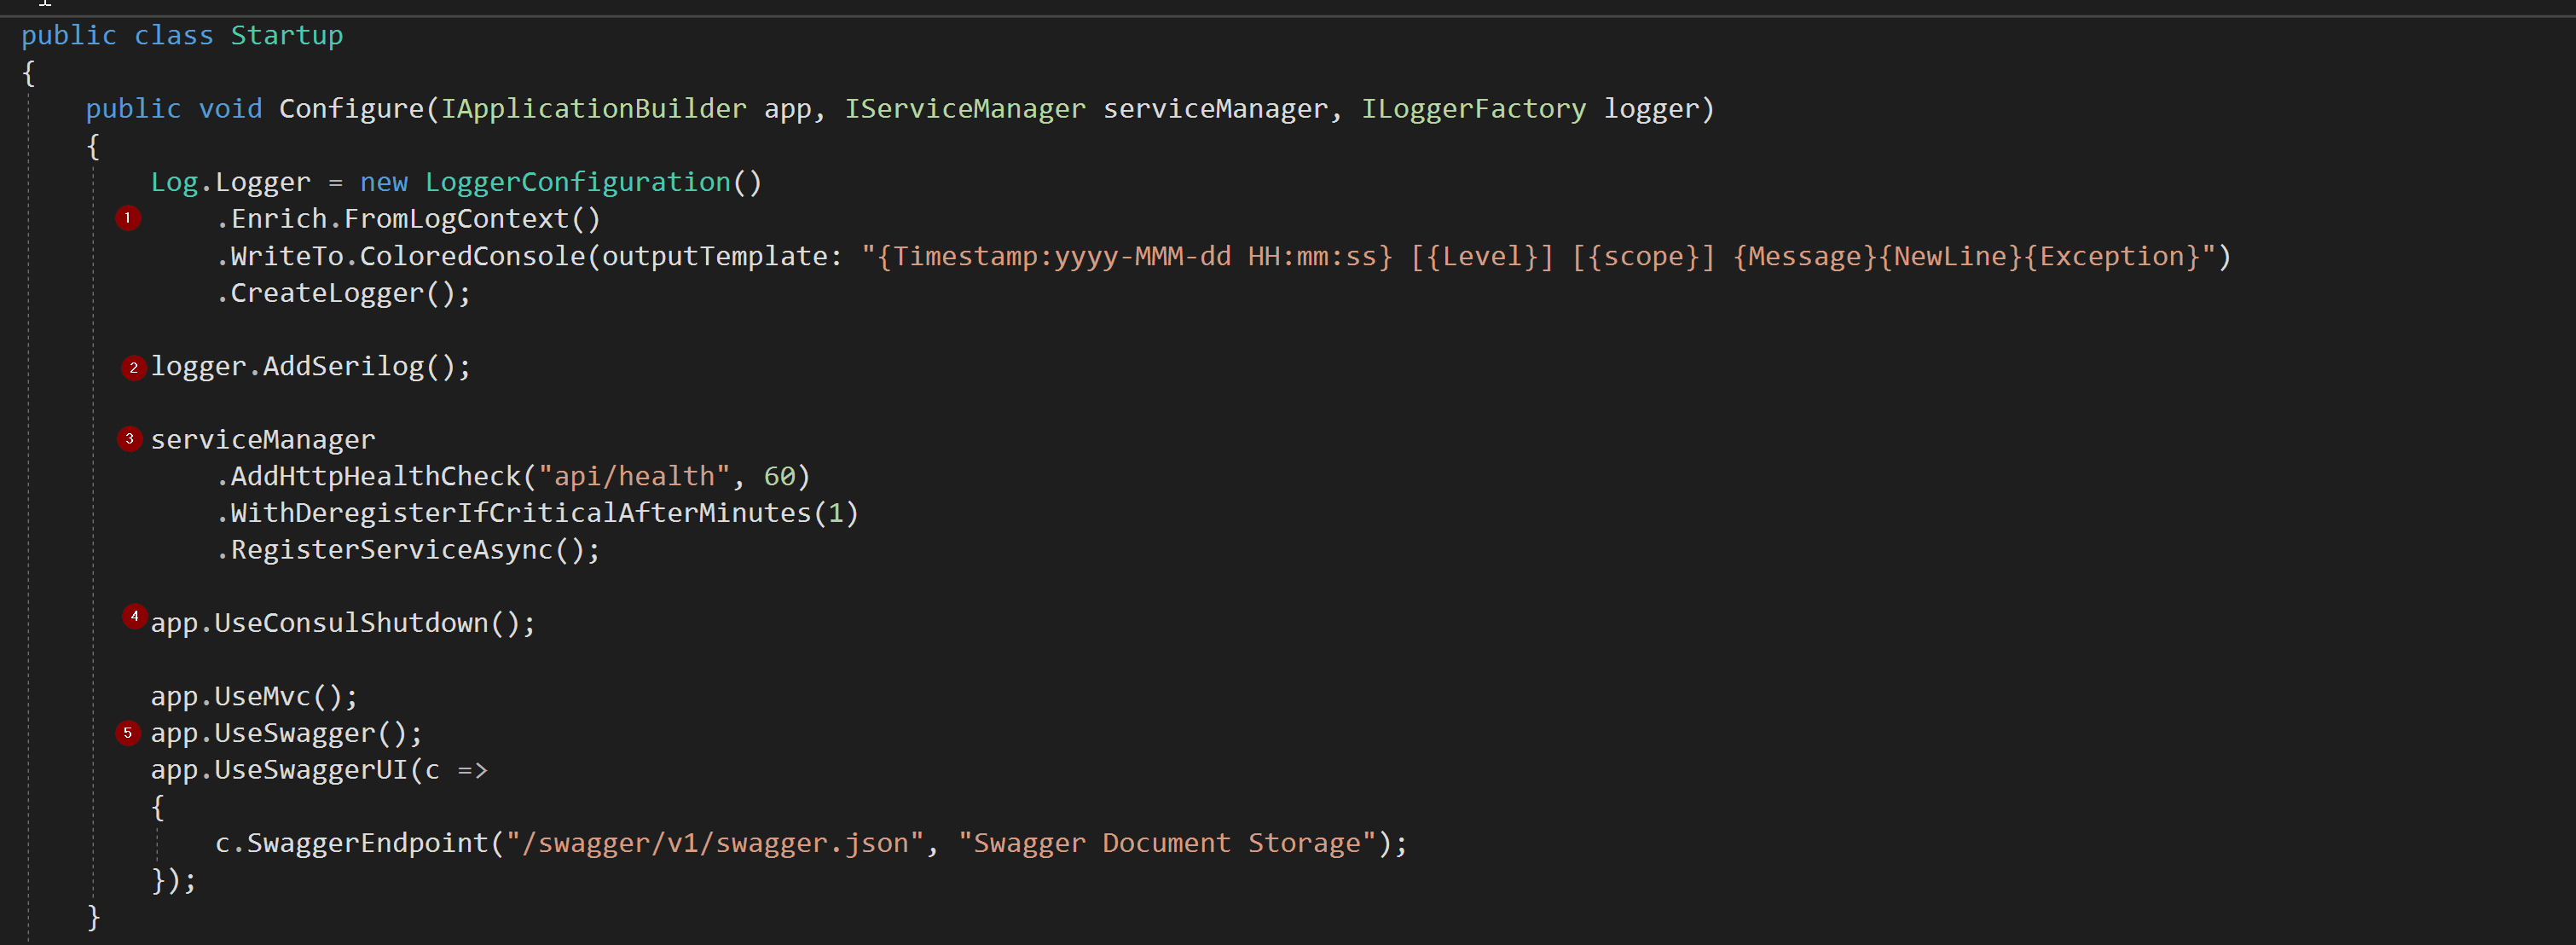 public class Startup
{
    public void Configure(IApplicationBuilder app, IServiceManager serviceManager, ILoggerFactory logger)
    {
        Log.Logger = new LoggerConfiguration()
1           .Enrich.FromLogContext()
            .WriteTo.ColoredConsole(outputTemplate: "{Timestamp:yyyy-MMM-dd HH:mm:ss} [{Level}] [{scope}] {Message}{NewLine}{Exception}")
            .CreateLogger();
2       logger.AddSerilog();
3       serviceManager
            .AddHttpHealthCheck("api/health", 60)
            .WithDeregisterIfCriticalAfterMinutes(1)
            .RegisterServiceAsync();
4       app.UseConsulShutdown();
        app.UseMvc();
5       app.UseSwagger();
        app.UseSwaggerUI(c =>
        {
            c.SwaggerEndpoint("/swagger/v1/swagger.json", "Swagger Document Storage");
        });
    }